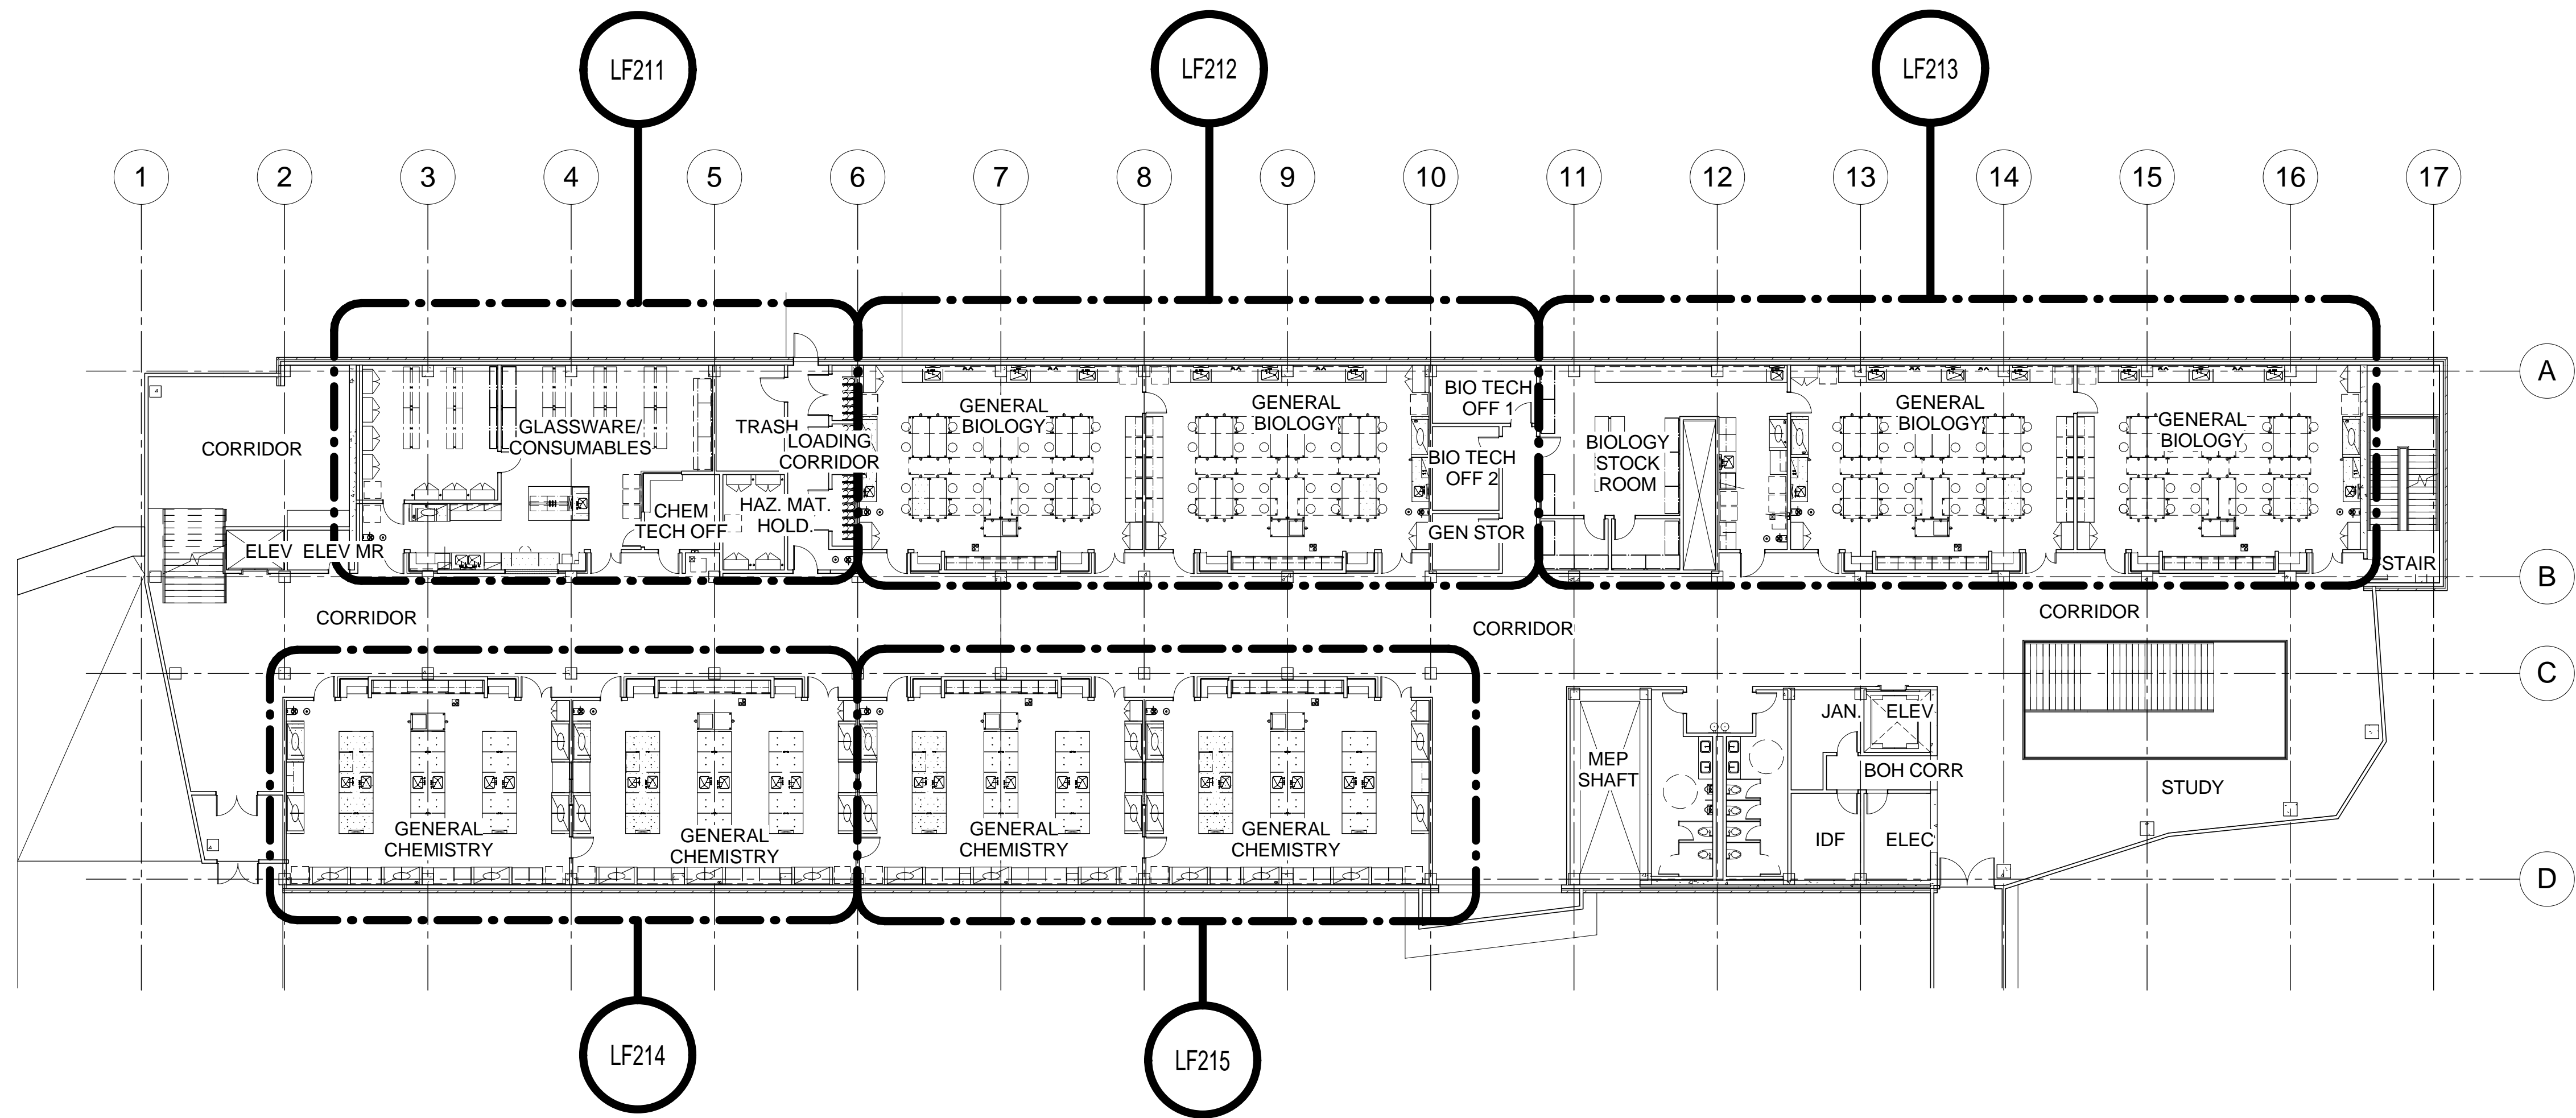 LF211
LF212
LF213
1
2
3
4
5
6
7
8
9
10
11
12
13
14
15
16
17
A
B
C
D
CORRIDOR
ELEV
ELEV MR
GLASSWARE/
CONSUMABLES
TRASH
LOADING
CORRIDOR
CHEM
TECH OFF
HAZ. MAT.
HOLD.
GENERAL
BIOLOGY
GENERAL
BIOLOGY
BIO TECH
OFF 1
BIO TECH
OFF 2
GEN STOR
BIOLOGY
STOCK
ROOM
GENERAL
BIOLOGY
GENERAL
BIOLOGY
STAIR
CORRIDOR
CORRIDOR
CORRIDOR
GENERAL
CHEMISTRY
GENERAL
CHEMISTRY
GENERAL
CHEMISTRY
GENERAL
CHEMISTRY
MEP
SHAFT
JAN.
ELEV
BOH CORR
IDF
ELEC
STUDY
LF214
LF215